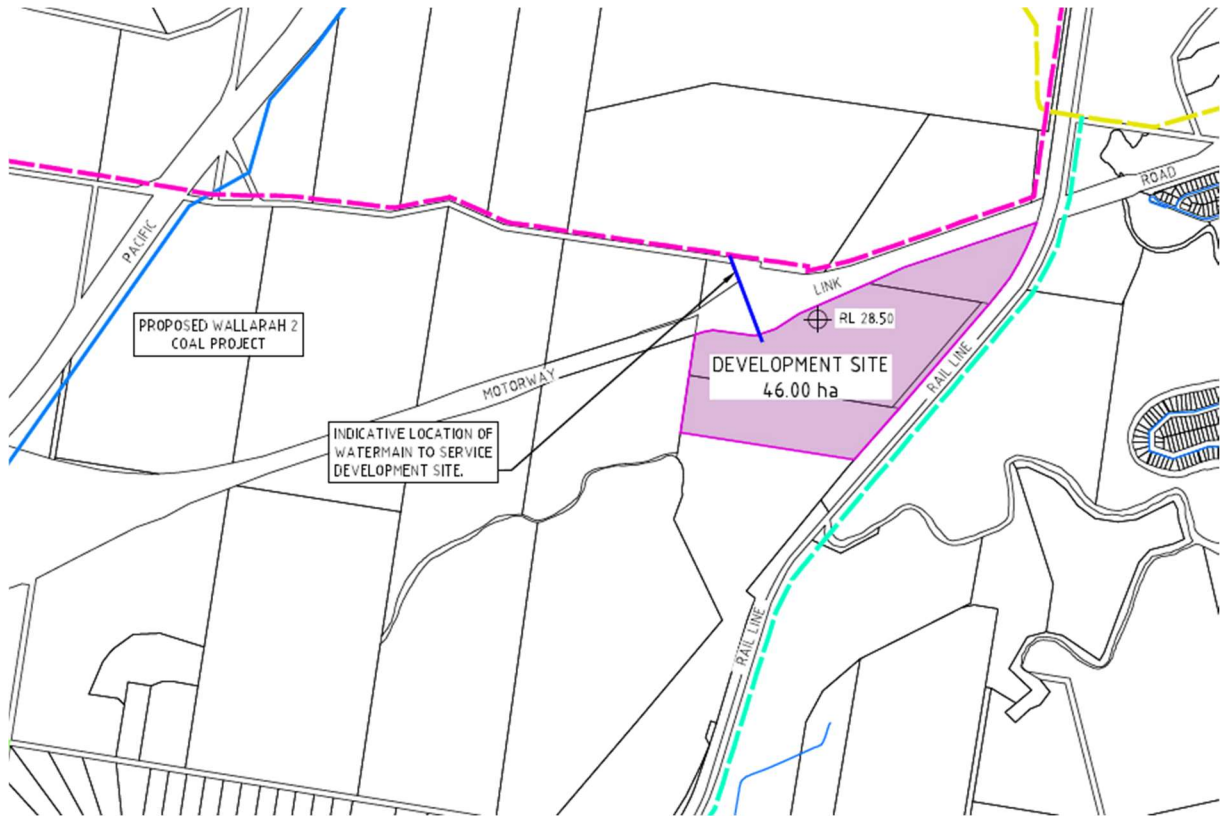 ROAD
PACIFIC
LINK
RL 28.50
PROPOSED WALLARAH 2
COAL PROJECT
DEVELOPMENT SITE
46.00 ha
RAIL LINE
MOTORWAY
INDICATIVE LOCATION OF
WATERMAIN TO SERVICE
DEVELOPMENT SITE.
RAIL LINE